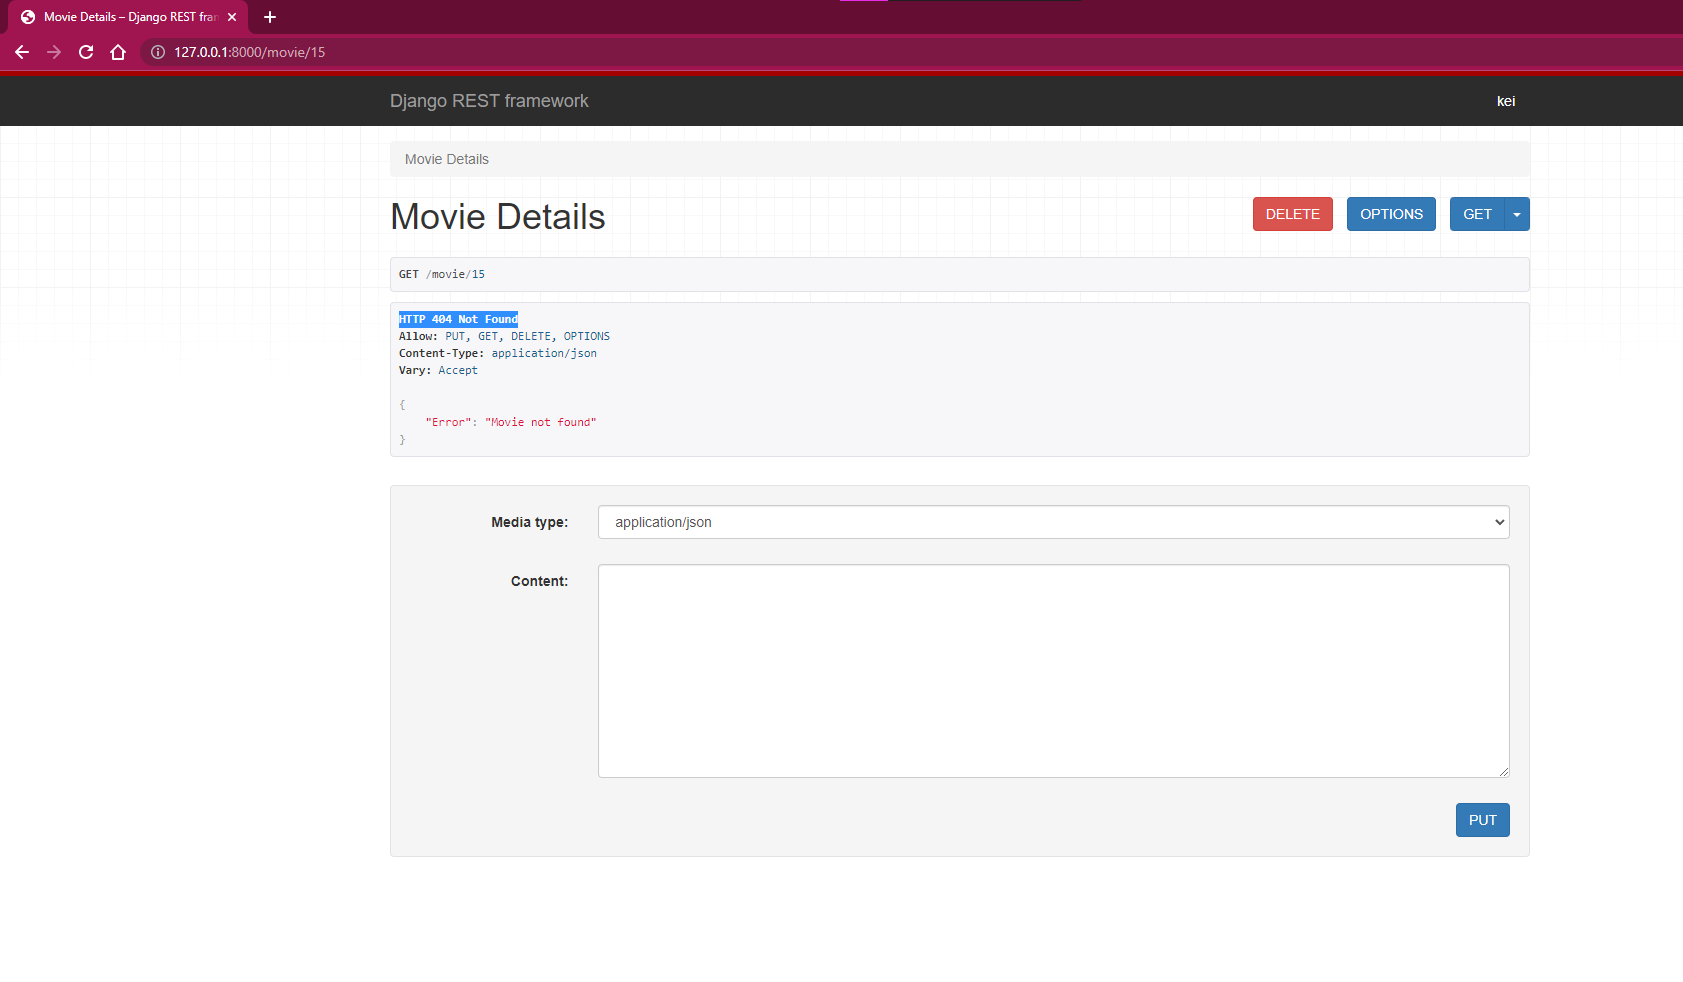 Movie Details – Django REST fran
127.0.0.1:8000/movie/15
Django REST framework
kei
Movie Details
Movie Details
DELETE
OPTIONS
GET
GET /movie/15
HTTP 404 Not Found
Allow: PUT, GET, DELETE, OPTIONS
Content-Type: application/json
Vary: Accept
{
"Error": "Movie not found"
}
Media type:
application/json
Content:
PUT